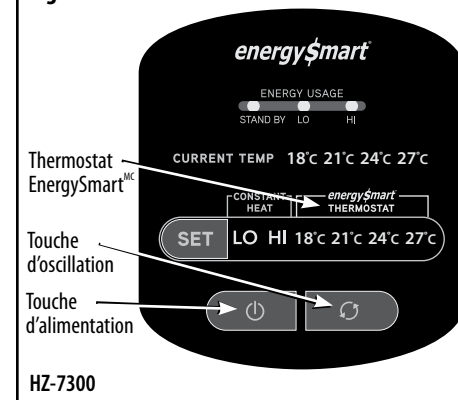 energy$mart
ENERGY USAGE
STAND BY LO HI
CURRENT TEMP 18°c 21°c 24°c 27°c
Thermostat
EnergySmart MC
CONSTANT HEAT
energy$mart THERMOSTAT
SET LO HI 18°c 21°c 24°c 27°c
Touche
d'oscillation
Touche
d'alimentation
HZ-7300